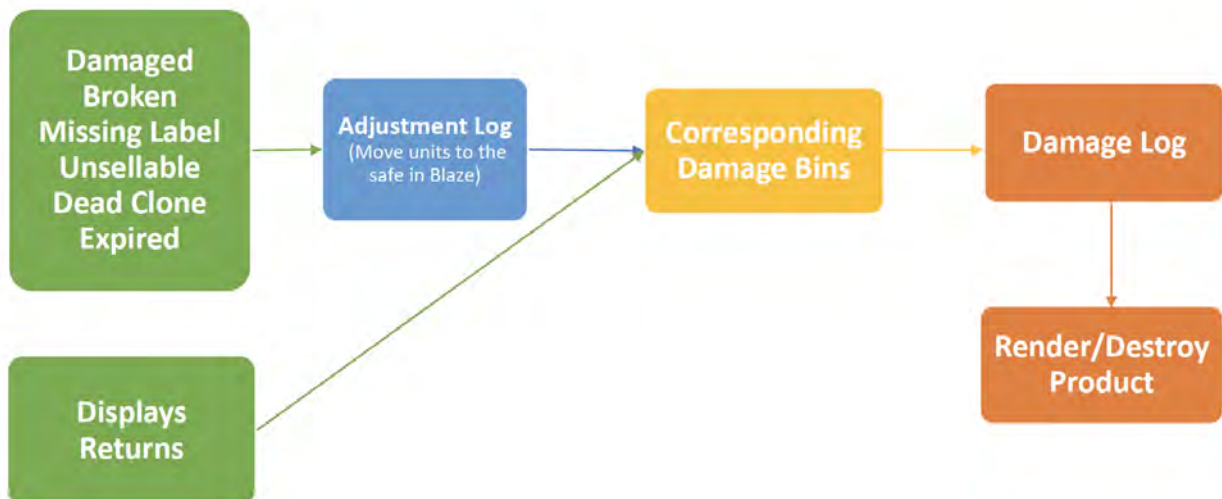 Damaged
Broken
Missing Label
Unsellable
Dead Clone
Expired
Adjustment Log
(Move units to the
safe in Blaze)
Corresponding
Damage Bins
Damage Log
Render/Destroy
Product
Displays
Returns